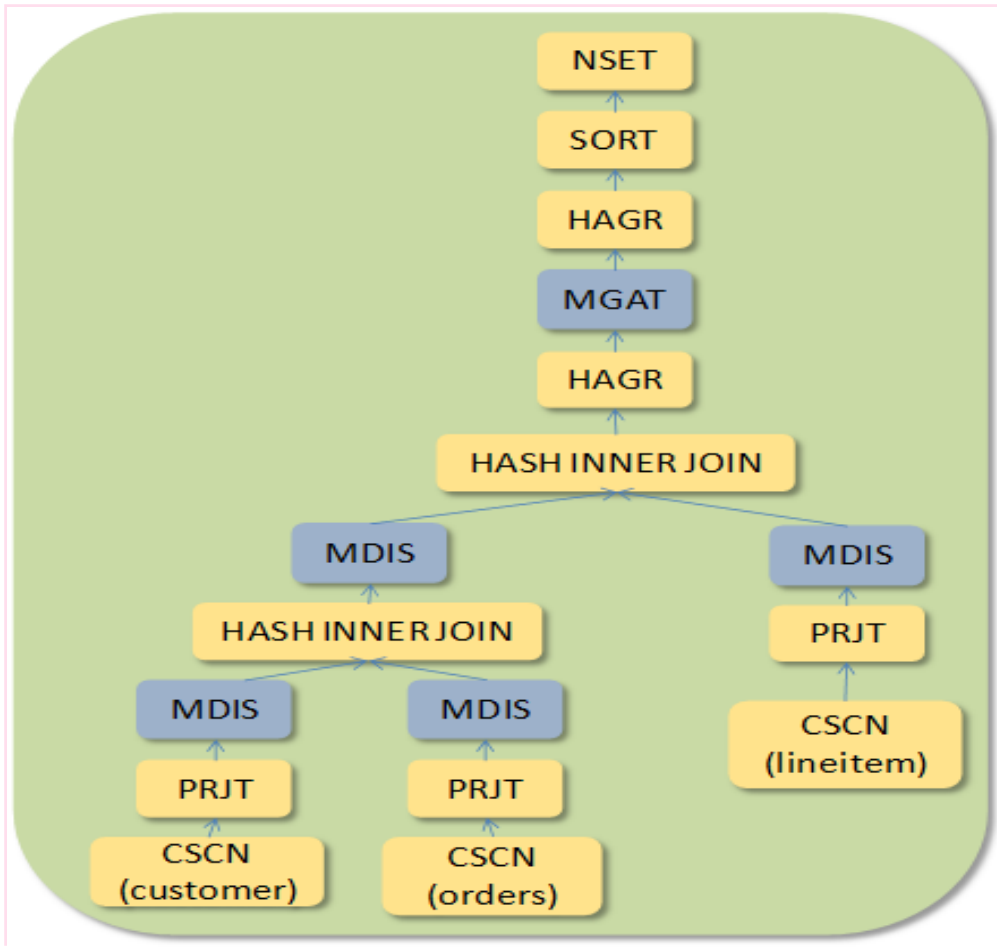 NSET
SORT
HAGR
MGAT
HAGR
HASH INNER JOIN
MDIS
MDIS
HASH INNER JOIN
PRJT
MDIS
MDIS
CSCN
(lineitem)
PRJT
PRJT
CSCN
(customer)
CSCN
(orders)